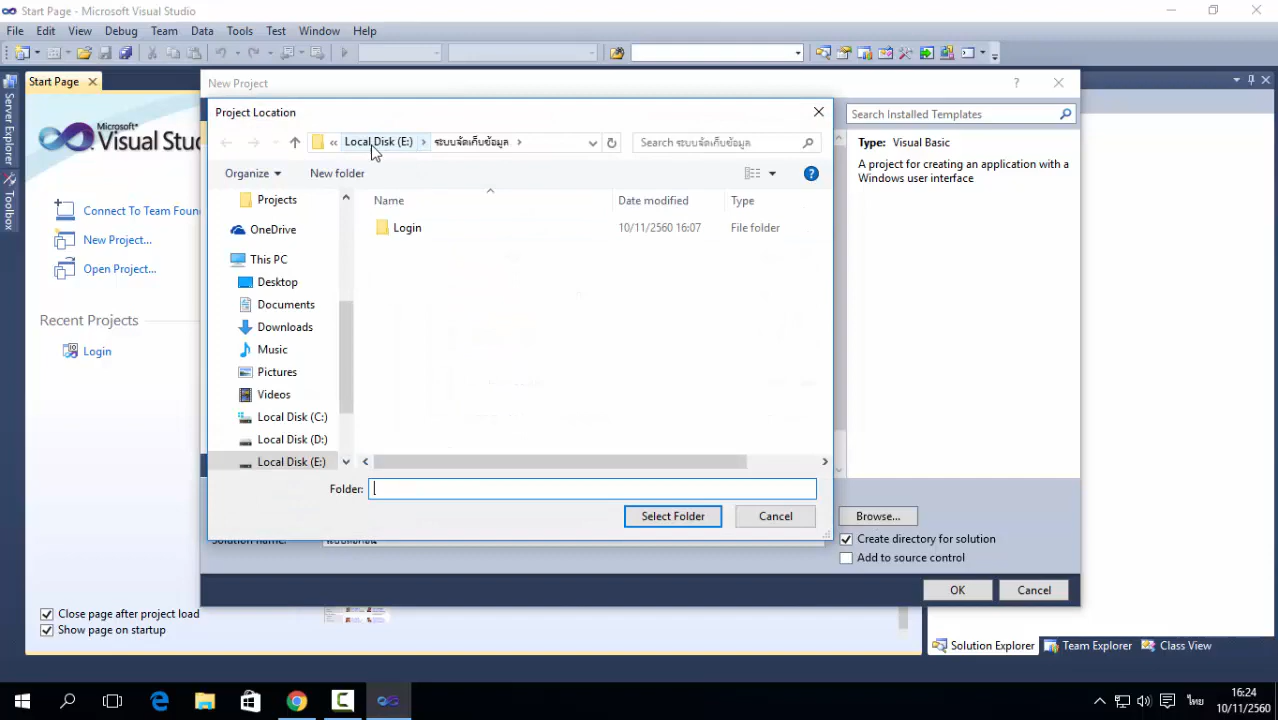 Start Page - Microsoft Visual Studio
File Edit View Debug Team Data Tools Test Window Help
Start Page
New Project
Project Location
Server Explorer
Toolbox
Microsoft®
Visual Stu
Local Disk (E:) ระบบจัดเก็บข้อมูล
Search ระบบจัดเก็บข้อมูล
Search Installed Templates
Type: Visual Basic
A project for creating an application with a
Windows user interface
Organize
New folder
Name
Date modified
Type
Login
10/11/2560 16:07
File folder
Projects
OneDrive
This PC
Desktop
Documents
Downloads
Music
Pictures
Videos
Local Disk (C:)
Local Disk (D:)
Local Disk (E:)
Connect To Team Foun
New Project...
Open Project...
Recent Projects
Login
Folder:
Select Folder
Cancel
Browse...
Create directory for solution
Add to source control
OK
Cancel
Close page after project load
Show page on startup
Solution Explorer
Team Explorer
Class View
ไทย
16:24
10/11/2560